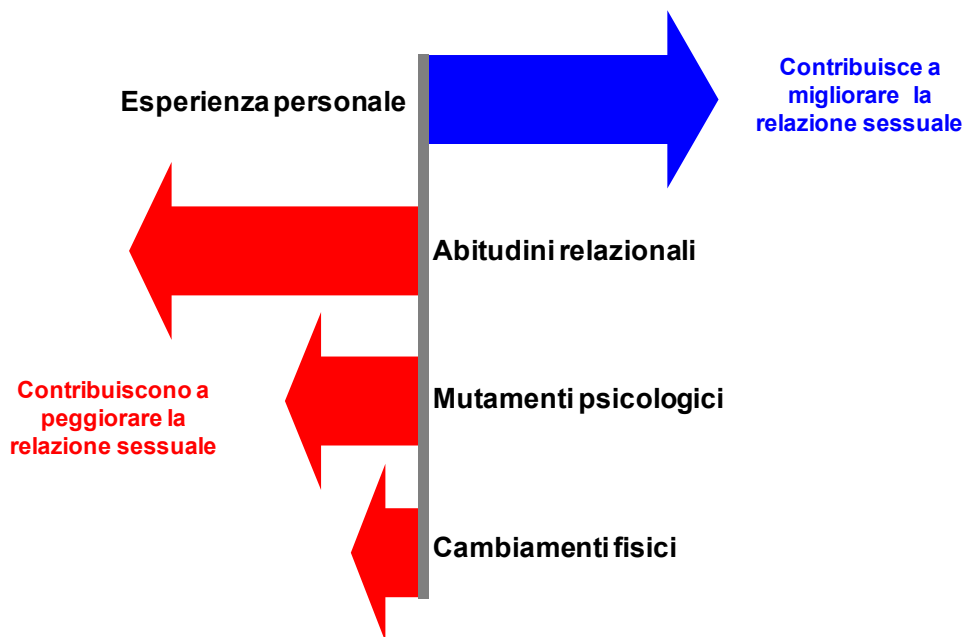 Esperienza personale
Contribuisce a
migliorare la
relazione sessuale
Abitudini relazionali
Contribuiscono a
peggiorare la
relazione sessuale
Mutamenti psicologici
Cambiamenti fisici